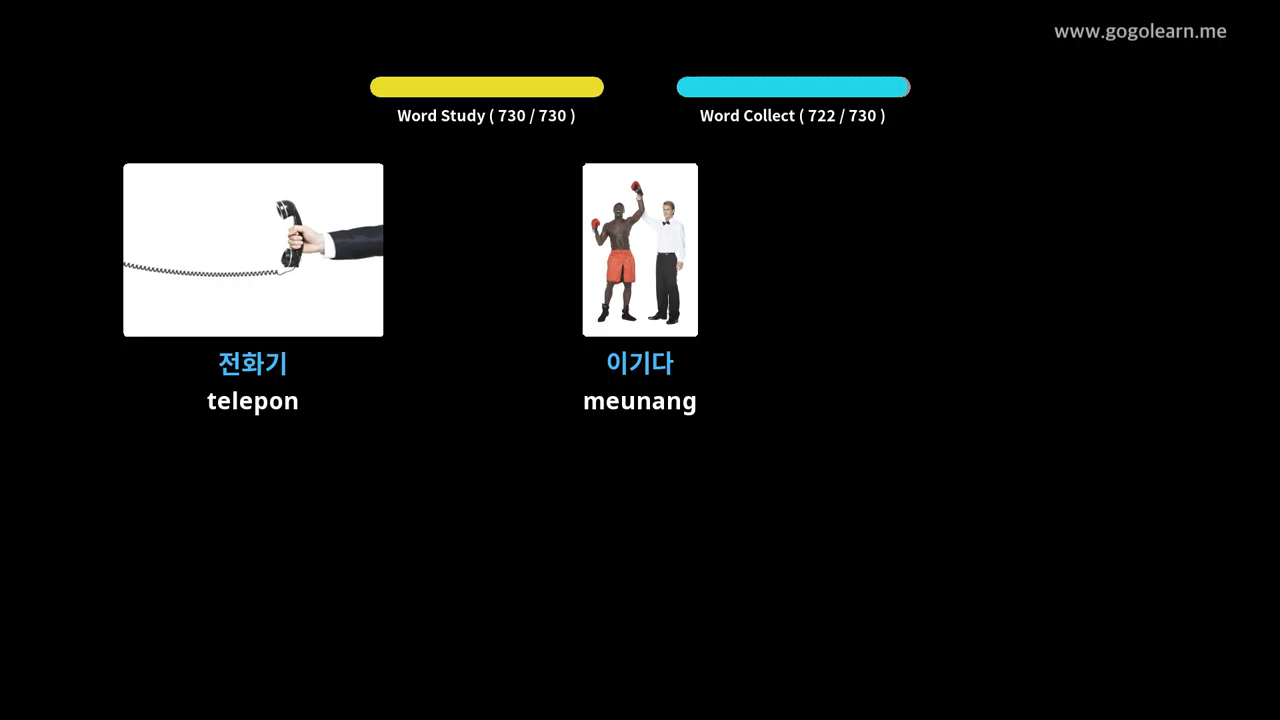 www.gogolearn.me
Word Study ( 730 / 730 )
Word Collect ( 722 / 730 )
전화기
telepon
이기다
meunang